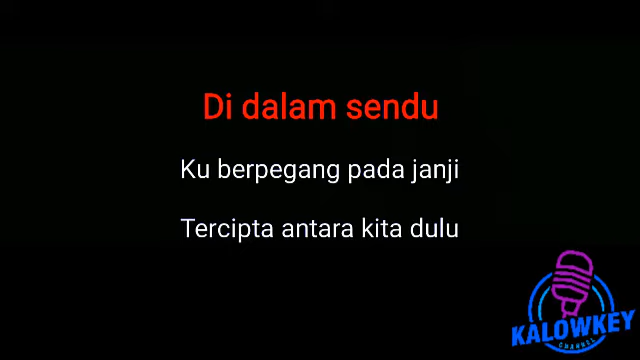 Di dalam sendu
Ku berpegang pada janji
Tercipta antara kita dulu
KALOWKEY
CHANNEL